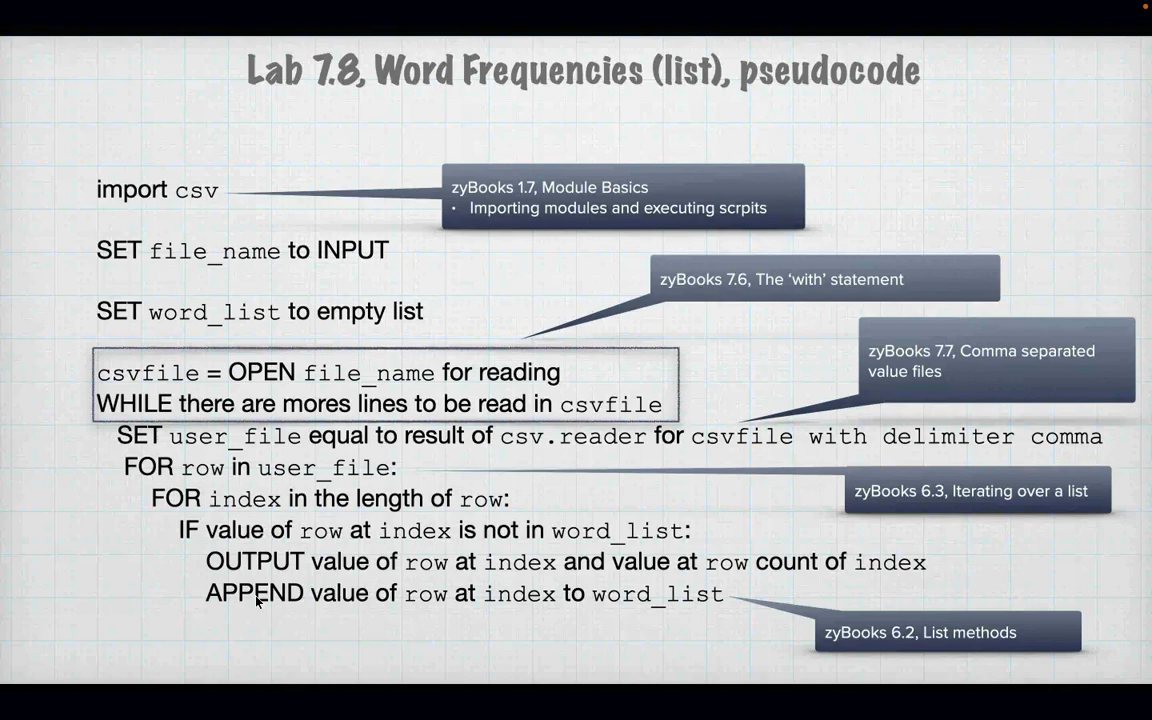 Lab 7.8, Word Frequencies (list), pseudocode
import csv
zyBooks 1.7, Module Basics
• Importing modules and executing scrpits
SET file_name to INPUT
zyBooks 7.6, The ‘with’ statement
SET word_list to empty list
zyBooks 7.7, Comma separated
value files
csvfile = OPEN file_name for reading
WHILE there are mores lines to be read in csvfile
SET user_file equal to result of csv.reader for csvfile with delimiter comma
FOR row in user_file:
zyBooks 6.3, Iterating over a list
FOR index in the length of row:
IF value of row at index is not in word_list:
OUTPUT value of row at index and value at row count of index
APPEND value of row at index to word_list
zyBooks 6.2, List methods